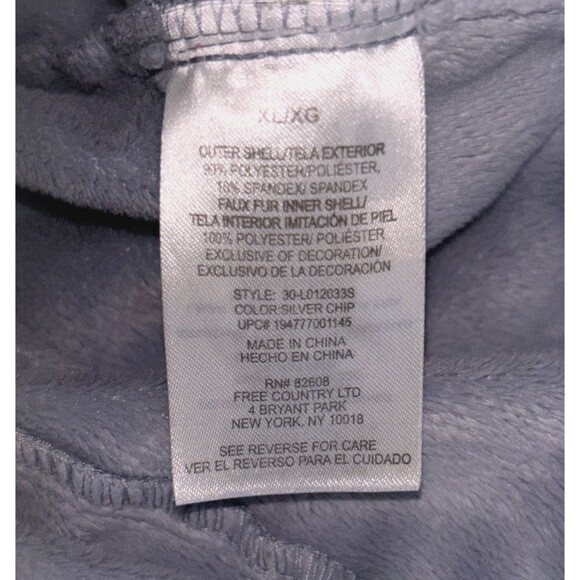 XL/XG
OUTER SHELL/TELA EXTERIOR
90% POLYESTER/POLIÉSTER,
10% SPANDEX/ SPANDEX
FAUX FUR INNER SHELL/
TELA INTERIOR IMITACIÓN DE PIEL
100% POLYESTER/ POLIÉSTER
EXCLUSIVE OF DECORATION/
EXCLUSIVO DE LA DECORACIÓN
STYLE: 30-L012033S
COLOR:SILVER CHIP
UPC# 194777001145
MADE IN CHINA
HECHO EN CHINA
RN# 82608
FREE COUNTRY LTD
4 BRYANT PARK
NEW YORK, NY 10018
SEE REVERSE FOR CARE
VER EL REVERSO PARA EL CUIDADO